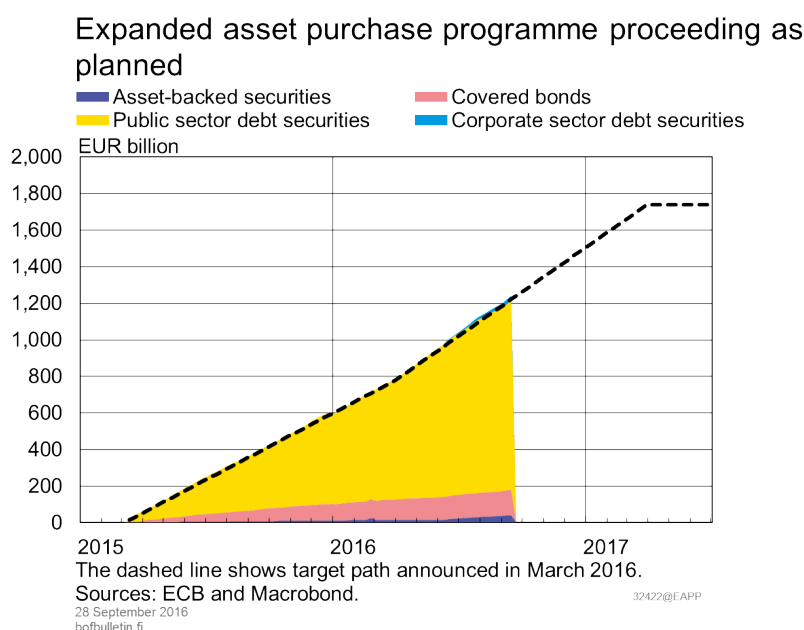 Expanded asset purchase programme proceeding as
planned
Asset-backed securities
Covered bonds
Public sector debt securities
Corporate sector debt securities
EUR billion
2,000
1,800
1,600
1,400
1,200
1,000
800
600
400
200
0
2015
2016
2017
The dashed line shows target path announced in March 2016.
Sources: ECB and Macrobond.
32422@EAPP
28 September 2016
bofbulletin.fi